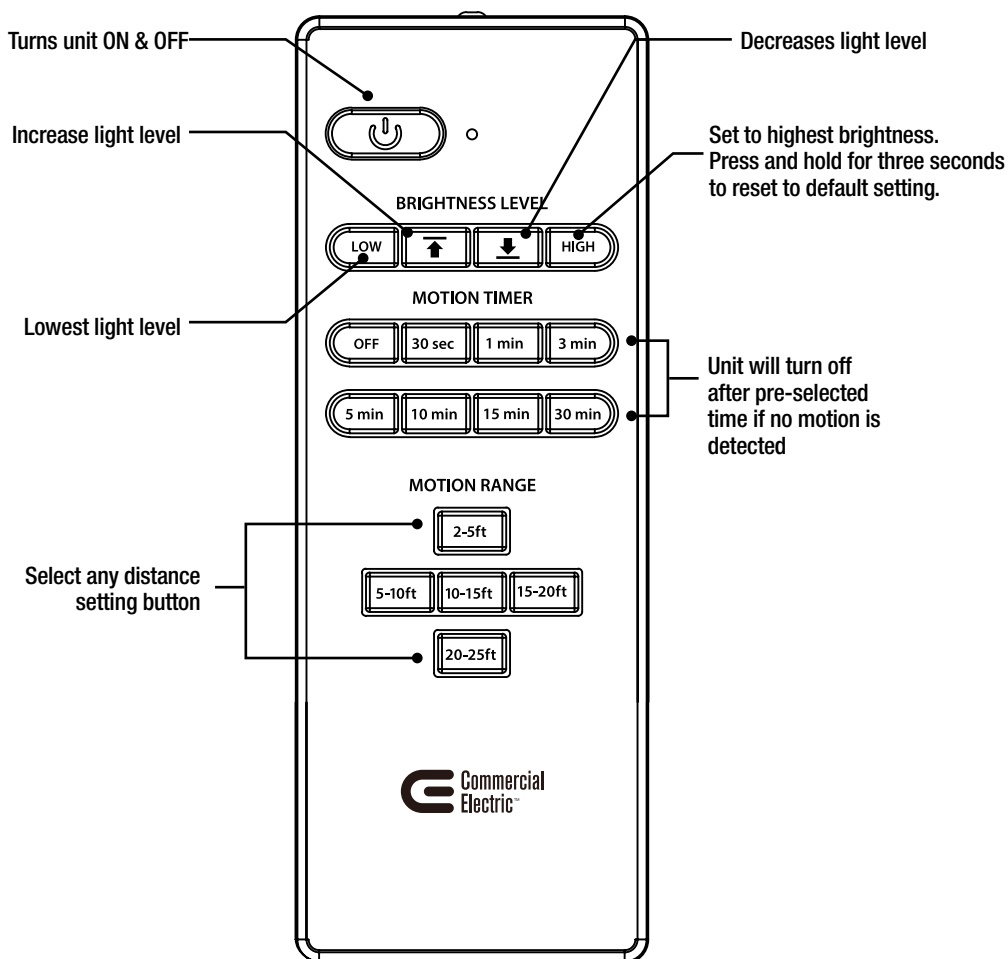 Turns unit ON & OFF
Decreases light level
Increase light level
Set to highest brightness.
Press and hold for three seconds
to reset to default setting.
BRIGHTNESS LEVEL
LOW
HIGH
Lowest light level
MOTION TIMER
OFF 30 sec 1 min 3 min
5 min 10 min 15 min 30 min
Unit will turn off
after pre-selected
time if no motion is
detected
MOTION RANGE
2-5ft
5-10ft 10-15ft 15-20ft
20-25ft
Select any distance
setting button
Commercial
Electric™